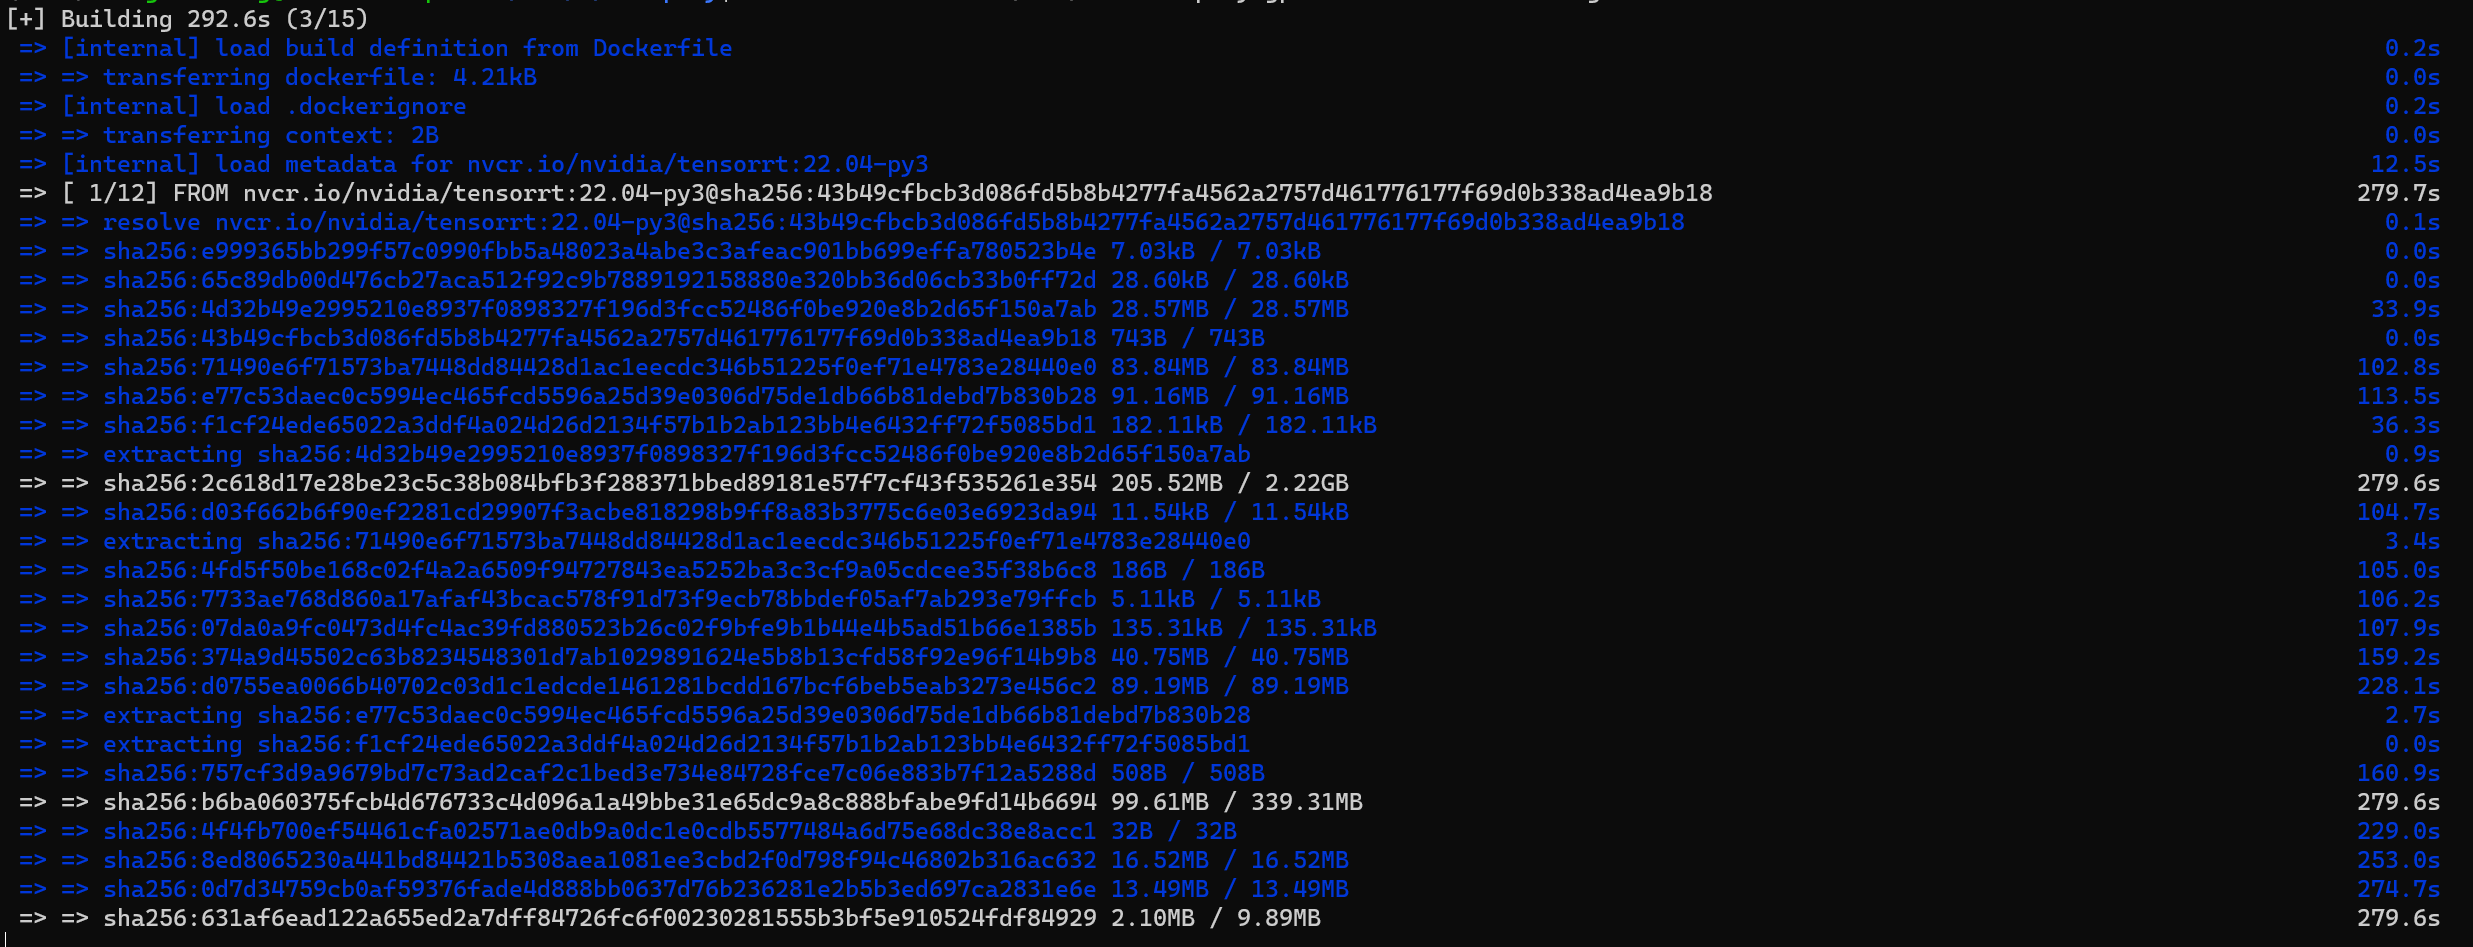 [+] Building 292.6s (3/15)
=> [internal] load build definition from Dockerfile 0.2s
=> => transferring dockerfile: 4.21kB 0.0s
=> [internal] load .dockerignore 0.2s
=> => transferring context: 2B 0.0s
=> [internal] load metadata for nvcr.io/nvidia/tensorrt:22.04-py3 12.5s
=> [ 1/12] FROM nvcr.io/nvidia/tensorrt:22.04-py3@sha256:43b49cfbcb3d086fd5b8b4277fa4562a2757d461776177f69d0b338ad4ea9b18 279.7s
=> => resolve nvcr.io/nvidia/tensorrt:22.04-py3@sha256:43b49cfbcb3d086fd5b8b4277fa4562a2757d461776177f69d0b338ad4ea9b18 0.1s
=> => sha256:e999365bb299f57c0990fbb5a48023a4abe3c3afeac901bb699effa780523b4e 7.03kB / 7.03kB 0.0s
=> => sha256:65c89db00d476cb27aca512f92c9b7889192158880e320bb36d06cb33b0ff72d 28.60kB / 28.60kB 0.0s
=> => sha256:4d32b49e2995210e8937f0898327f196d3fcc52486f0be920e8b2d65f150a7ab 28.57MB / 28.57MB 33.9s
=> => sha256:43b49cfbcb3d086fd5b8b4277fa4562a2757d461776177f69d0b338ad4ea9b18 743B / 743B 0.0s
=> => sha256:71490e6f71573ba7448dd84428d1ac1eecdc346b51225f0ef71e4783e28440e0 83.84MB / 83.84MB 102.8s
=> => sha256:e77c53daec0c5994ec465fcd5596a25d39e0306d75de1db66b81debd7b830b28 91.16MB / 91.16MB 113.5s
=> => sha256:f1cf24ede65022a3ddf4a024d26d2134f57b1b2ab123bb4e6432ff72f5085bd1 182.11kB / 182.11kB 36.3s
=> => extracting sha256:4d32b49e2995210e8937f0898327f196d3fcc52486f0be920e8b2d65f150a7ab 0.9s
=> => sha256:2c618d17e28be23c5c38b084bfb3f288371bbed89181e57f7cf43f535261e354 205.52MB / 2.22GB 279.6s
=> => sha256:d03f662b6f90ef2281cd29907f3acbe818298b9ff8a83b3775c6e03e6923da94 11.54kB / 11.54kB 104.7s
=> => extracting sha256:71490e6f71573ba7448dd84428d1ac1eecdc346b51225f0ef71e4783e28440e0 3.4s
=> => sha256:4fd5f50be168c02f4a2a6509f94727843ea5252ba3c3cf9a05cdcee35f38b6c8 186B / 186B 105.0s
=> => sha256:7733ae768d860a17afaf43bcac578f91d73f9ecb78bbdef05af7ab293e79ffcb 5.11kB / 5.11kB 106.2s
=> => sha256:07da0a9fc0473d4fc4ac39fd880523b26c02f9bfe9b1b44e4b5ad51b66e1385b 135.31kB / 135.31kB 107.9s
=> => sha256:374a9d45502c63b8234548301d7ab1029891624e5b8b13cfd58f92e96f14b9b8 40.75MB / 40.75MB 159.2s
=> => sha256:d0755ea0066b40702c03d1c1edcde1461281bcdd167bcf6beb5eab3273e456c2 89.19MB / 89.19MB 228.1s
=> => extracting sha256:e77c53daec0c5994ec465fcd5596a25d39e0306d75de1db66b81debd7b830b28 2.7s
=> => extracting sha256:f1cf24ede65022a3ddf4a024d26d2134f57b1b2ab123bb4e6432ff72f5085bd1 0.0s
=> => sha256:757cf3d9a9679bd7c73ad2caf2c1bed3e734e84728fce7c06e883b7f12a5288d 508B / 508B 160.9s
=> => sha256:b6ba060375fcb4d676733c4d096a1a49bbe31e65dc9a8c888bfabe9fd14b6694 99.61MB / 339.31MB 279.6s
=> => sha256:4f4fb700ef54461cfa02571ae0db9a0dc1e0cdb5577484a6d75e68dc38e8acc1 32B / 32B 229.0s
=> => sha256:8ed8065230a441bd84421b5308aea1081ee3cbd2f0d798f94c46802b316ac632 16.52MB / 16.52MB 253.0s
=> => sha256:0d7d34759cb0af59376fade4d888bb0637d76b236281e2b5b3ed697ca2831e6e 13.49MB / 13.49MB 274.7s
=> => sha256:631af6ead122a655ed2a7dff84726fc6f00230281555b3bf5e910524fdf84929 2.10MB / 9.89MB 279.6s